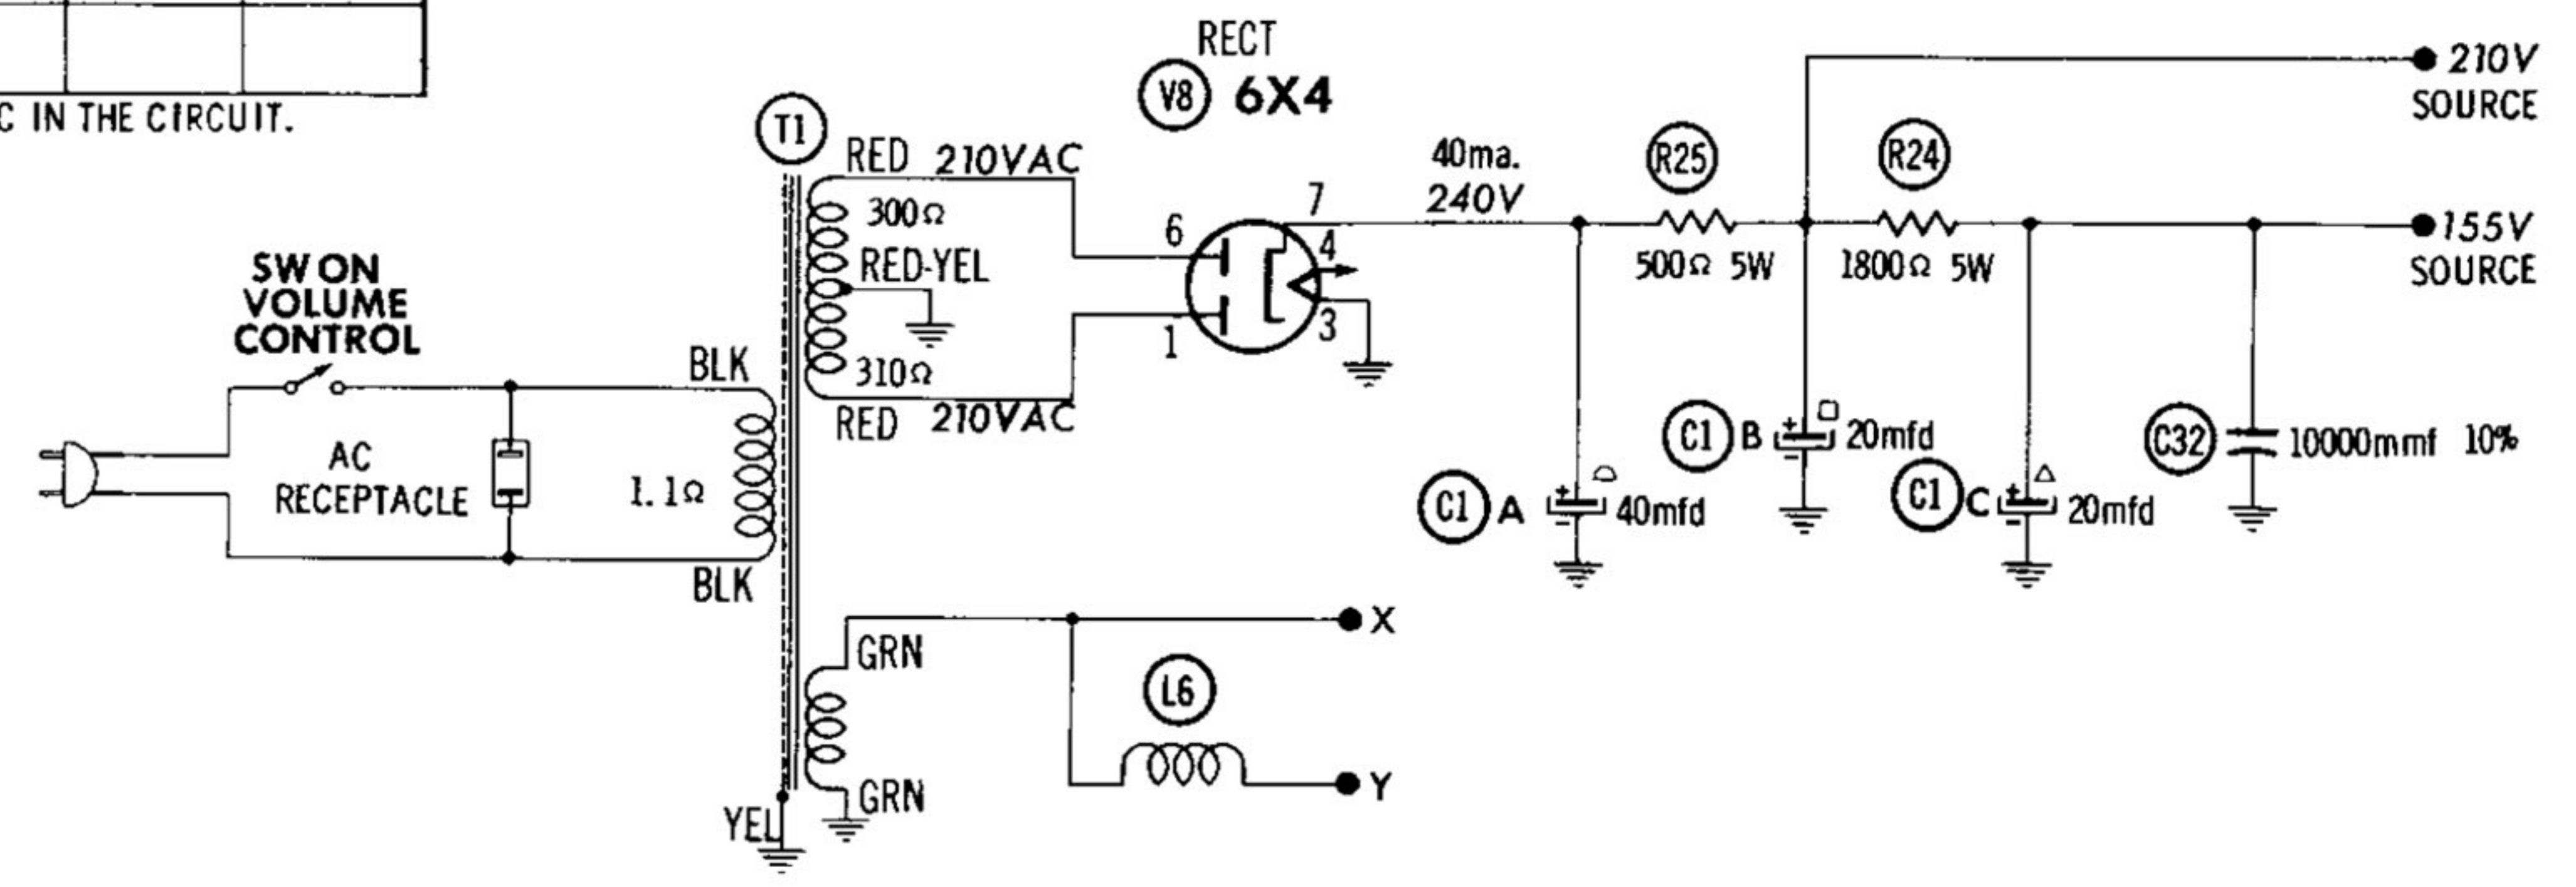 C IN THE CIRCUIT.
RECT
V8 6X4
T1
RED 210VAC
300Ω
RED-YEL
310Ω
RED 210VAC
6
1
7
4
3
40ma.
240V
R25
500Ω 5W
R24
1800Ω 5W
210V
SOURCE
155V
SOURCE
SW ON
VOLUME
CONTROL
AC
RECEPTACLE
BLK
1.1Ω
BLK
C1 A + - 40mfd
C1 B + - 20mfd
C1 C + - 20mfd
C32 10000mmf 10%
GRN
GRN
YEL
X
L6
Y